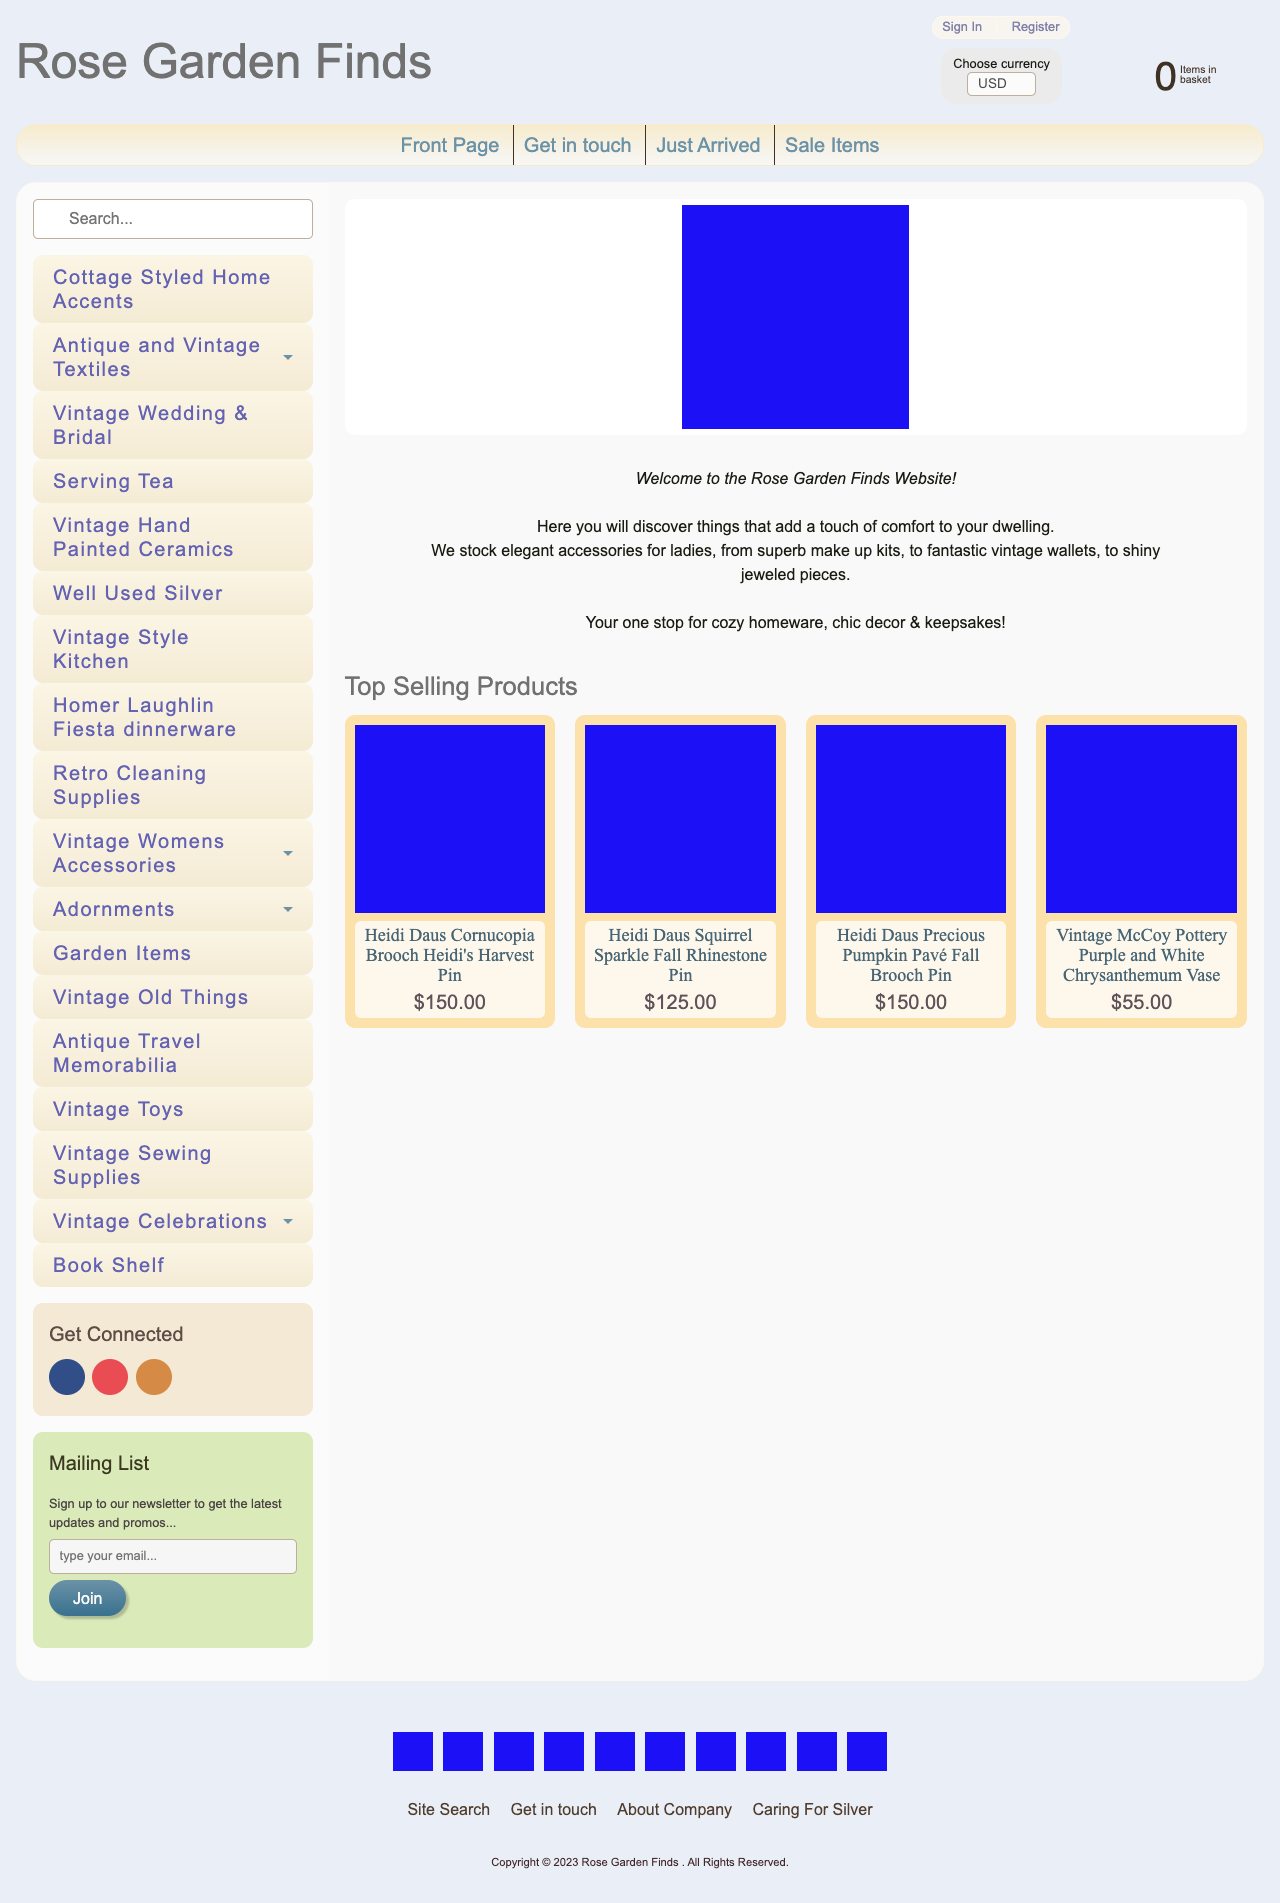 Rose Garden Finds
Sign In
Register
Choose currency
USD
0
Items in
basket
Front Page
Get in touch
Just Arrived
Sale Items
Search...
Cottage Styled Home
Accents
Antique and Vintage
Textiles
Vintage Wedding &
Bridal
Serving Tea
Vintage Hand
Painted Ceramics
Well Used Silver
Vintage Style
Kitchen
Homer Laughlin
Fiesta dinnerware
Retro Cleaning
Supplies
Vintage Womens
Accessories
Adornments
Garden Items
Vintage Old Things
Antique Travel
Memorabilia
Vintage Toys
Vintage Sewing
Supplies
Vintage Celebrations
Book Shelf
Get Connected
Mailing List
Sign up to our newsletter to get the latest
updates and promos...
type your email...
Join
Welcome to the Rose Garden Finds Website!
Here you will discover things that add a touch of comfort to your dwelling.
We stock elegant accessories for ladies, from superb make up kits, to fantastic vintage wallets, to shiny
jeweled pieces.
Your one stop for cozy homeware, chic decor & keepsakes!
Top Selling Products
Heidi Daus Cornucopia
Brooch Heidi's Harvest
Pin
$150.00
Heidi Daus Squirrel
Sparkle Fall Rhinestone
Pin
$125.00
Heidi Daus Precious
Pumpkin Pavé Fall
Brooch Pin
$150.00
Vintage McCoy Pottery
Purple and White
Chrysanthemum Vase
$55.00
Site Search
Get in touch
About Company
Caring For Silver
Copyright © 2023 Rose Garden Finds . All Rights Reserved.